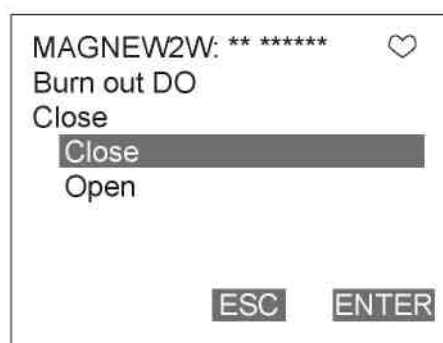 MAGNEW2W: ** ******
Burn out DO
Close
Close
Open
ESC ENTER